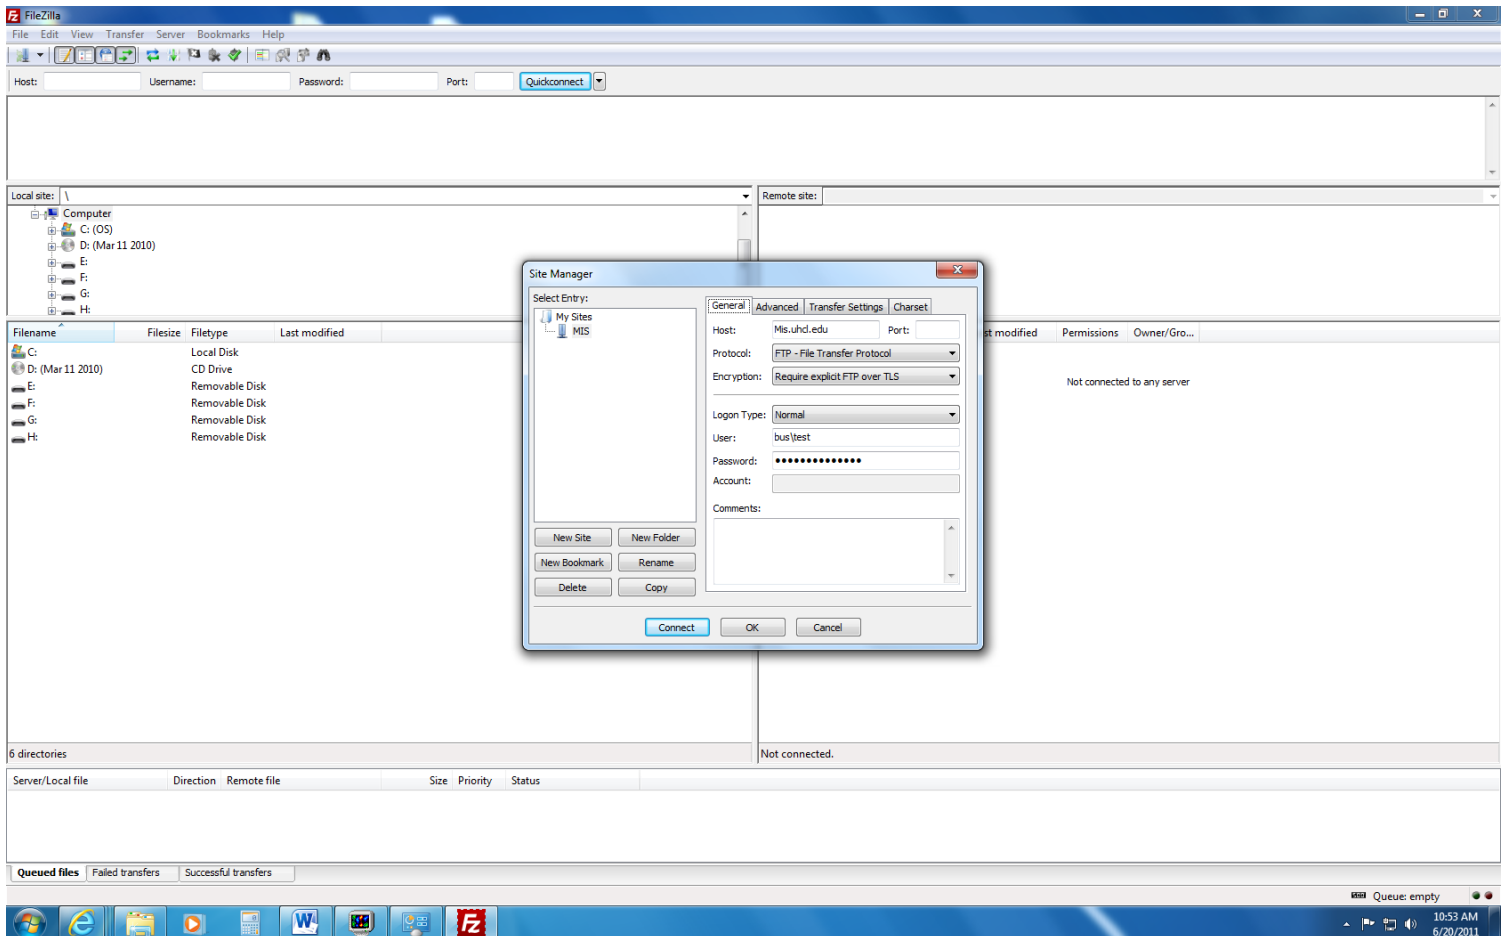 FileZilla
File Edit View Transfer Server Bookmarks Help
Host: Username: Password: Port: Quickconnect
Local site: \
Remote site:
Computer
C: (OS)
D: (Mar 11 2010)
E:
F:
G:
H:
Filename Filesize Filetype Last modified
C: Local Disk
D: (Mar 11 2010) CD Drive
E: Removable Disk
F: Removable Disk
G: Removable Disk
H: Removable Disk
6 directories
Site Manager
Select Entry:
My Sites
MIS
New Site New Folder
New Bookmark Rename
Delete Copy
General Advanced Transfer Settings Charset
Host: Mis.uhcl.edu Port:
Protocol: FTP - File Transfer Protocol
Encryption: Require explicit FTP over TLS
Logon Type: Normal
User: bus\test
Password: ••••••••••••••
Account:
Comments:
Connect OK Cancel
st modified Permissions Owner/Gro...
Not connected to any server
Not connected.
Server/Local file Direction Remote file Size Priority Status
Queued files Failed transfers Successful transfers
Queue: empty
10:53 AM
6/20/2011